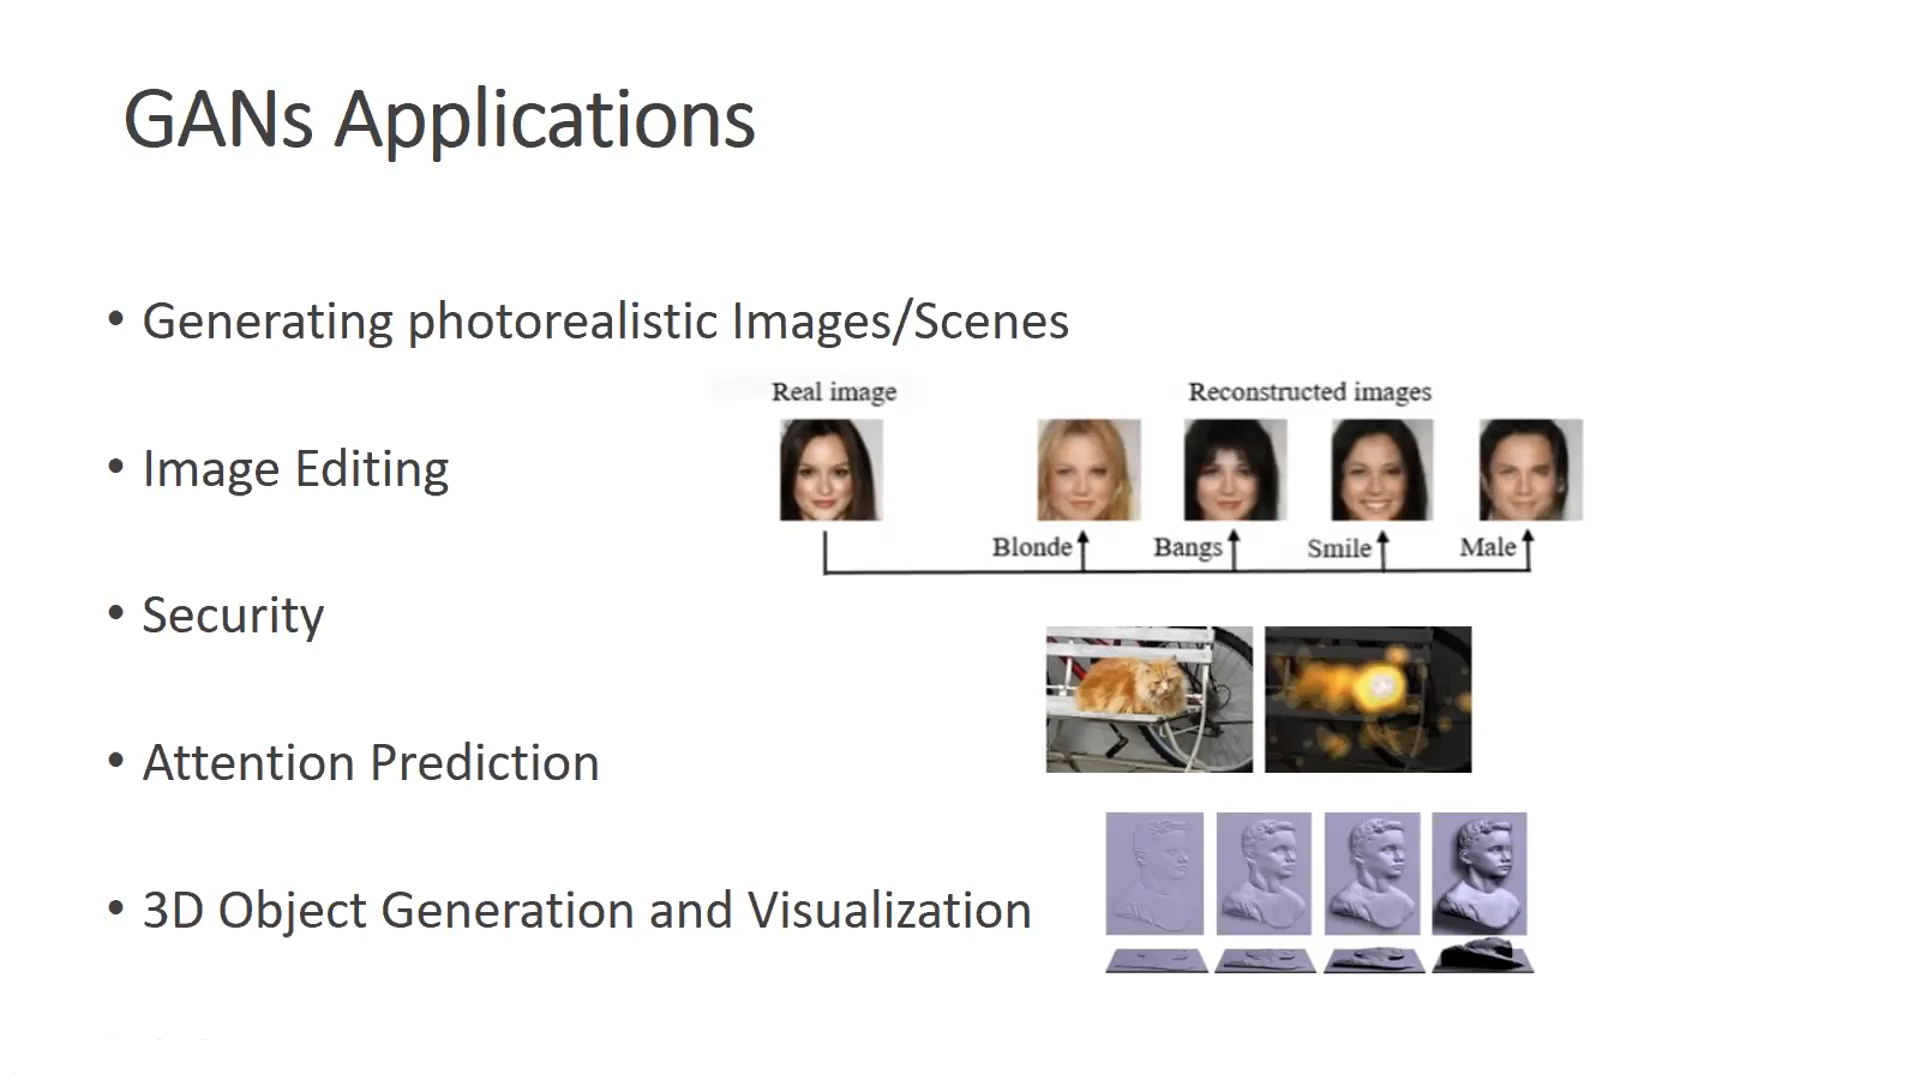 GANs Applications
• Generating photorealistic Images/Scenes
Real image
Reconstructed images
• Image Editing
Blonde
Bangs
Smile
Male
• Security
• Attention Prediction
• 3D Object Generation and Visualization